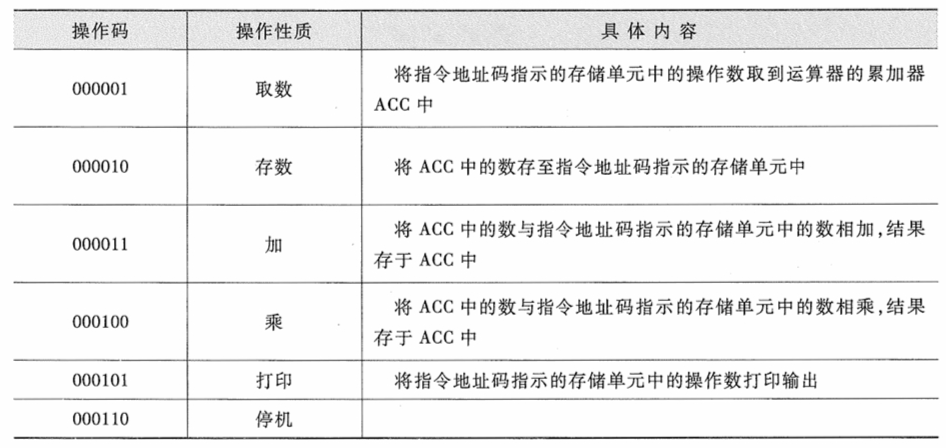 操作码 操作性质 具体内容
000001 取数 将指令地址码指示的存储单元中的操作数取到运算器的累加器
ACC 中
000010 存数 将 ACC 中的数存至指令地址码指示的存储单元中
000011 加 将 ACC 中的数与指令地址码指示的存储单元中的数相加,结果
存于 ACC 中
000100 乘 将 ACC 中的数与指令地址码指示的存储单元中的数相乘,结果
存于 ACC 中
000101 打印 将指令地址码指示的存储单元中的操作数打印输出
000110 停机